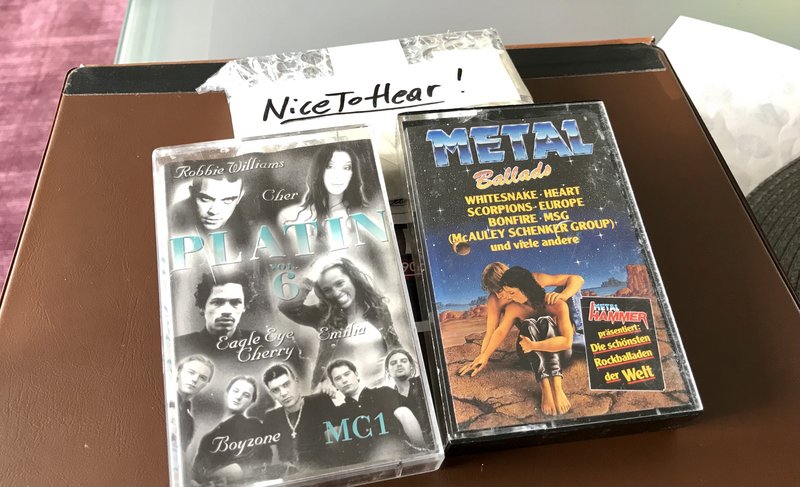 NiceToHear!
Robbie Williams
Cher
PLATIN
VOL.
6
Eagle Eye
Cherry
Emilia
Boyzone
MC1
METAL
Ballads
WHITESNAKE · HEART
SCORPIONS · EUROPE
BONFIRE · MSG
(McAULEY SCHENKER GROUP)
und viele andere
METAL
HAMMER
präsentiert:
Die schönsten
Rockballaden
der Welt